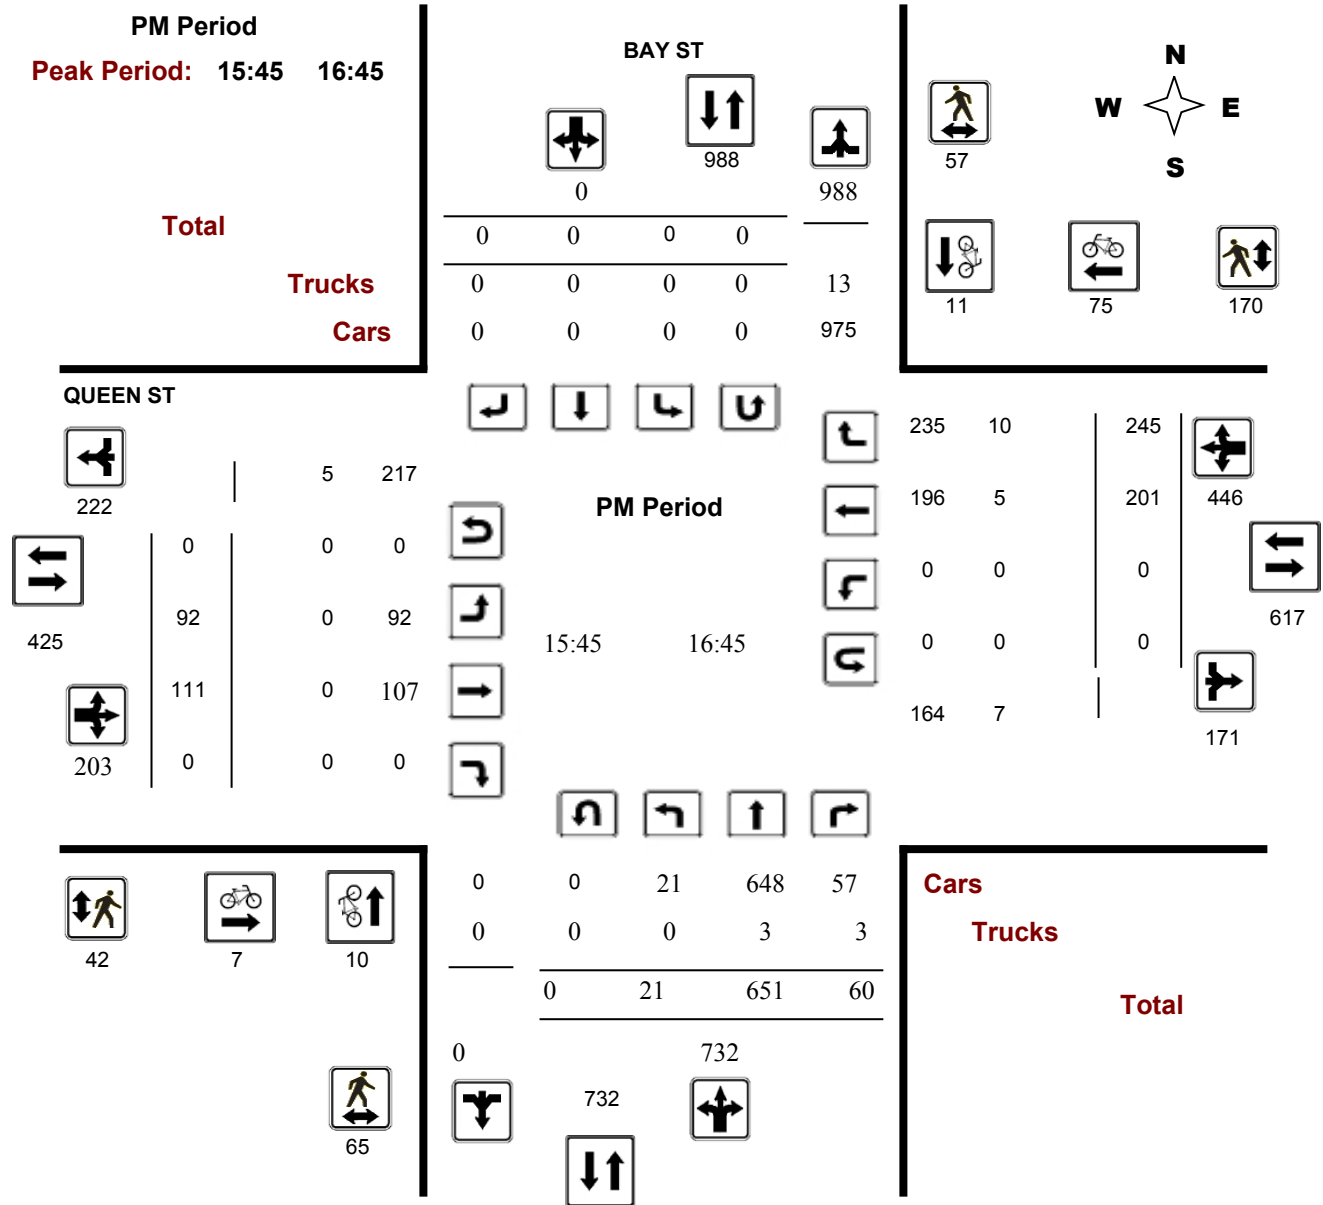 PM Period
Peak Period: 15:45 16:45
BAY ST
N
W E
S
988
57
0 988
Total 0 0 0 0
Trucks 0 0 0 0 13
Cars 0 0 0 0 975
11 75 170
QUEEN ST
235 10 245
5 217
222
PM Period
196 5 201 446
0 0 0
0 0 0
92 0 92
425
15:45 16:45
0 0 0
617
111 0 107
164 7
171
203 0 0 0
0 0 21 648 57 Cars
0 0 0 3 3 Trucks
42 7 10
0 21 651 60 Total
0 732
732
65